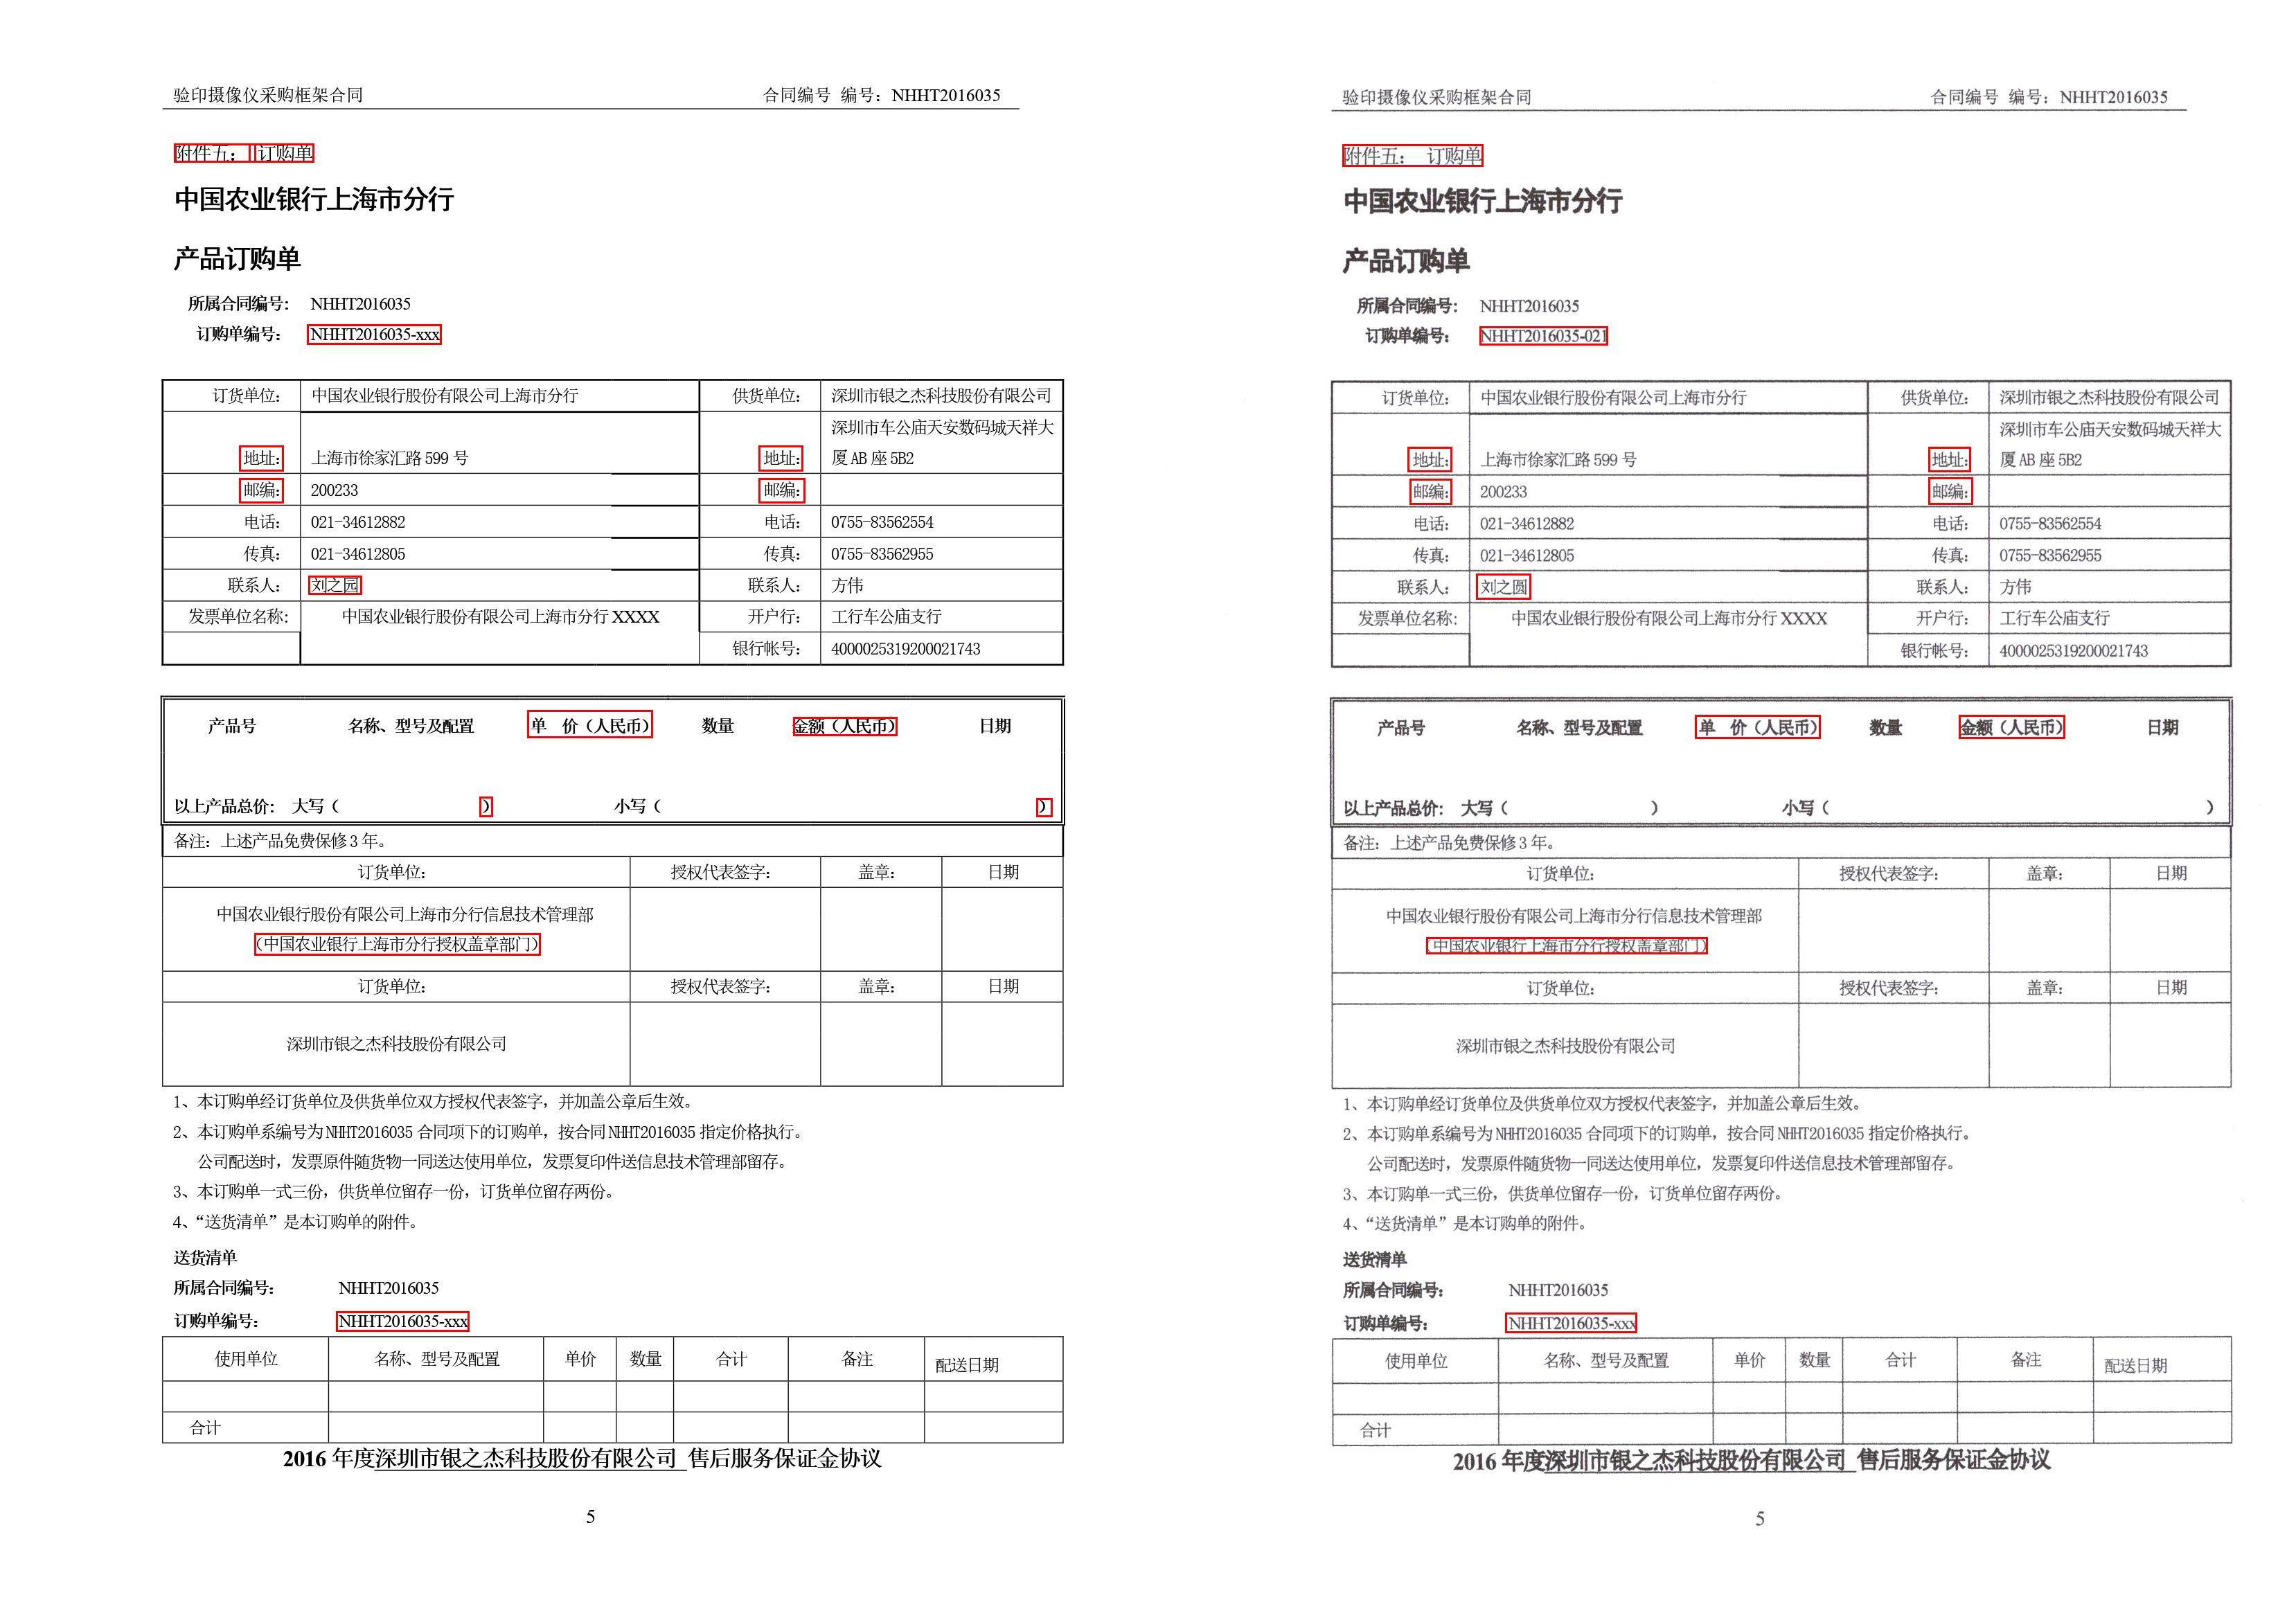 验印摄像仪采购框架合同 合同编号 编号：NHHT2016035
附件五： 订购单
中国农业银行上海市分行
产品订购单
所属合同编号： NHHT2016035
订购单编号： NHHT2016035-xxx
订货单位： 中国农业银行股份有限公司上海市分行 供货单位： 深圳市银之杰科技股份有限公司
深圳市车公庙天安数码城天祥大
地址： 上海市徐家汇路 599 号 地址： 厦 AB 座 5B2
邮编： 200233 邮编：
电话： 021-34612882 电话： 0755-83562554
传真： 021-34612805 传真： 0755-83562955
联系人： 刘之园 联系人： 方伟
发票单位名称： 中国农业银行股份有限公司上海市分行 XXXX 开户行： 工行车公庙支行
银行帐号： 4000025319200021743
产品号 名称、型号及配置 单 价（人民币） 数量 金额（人民币） 日期
以上产品总价： 大写（ ） 小写（ ）
备注：上述产品免费保修 3 年。
订货单位： 授权代表签字： 盖章： 日期
中国农业银行股份有限公司上海市分行信息技术管理部
（中国农业银行上海市分行授权盖章部门）
订货单位： 授权代表签字： 盖章： 日期
深圳市银之杰科技股份有限公司
1、本订购单经订货单位及供货单位双方授权代表签字，并加盖公章后生效。
2、本订购单系编号为 NHHT2016035 合同项下的订购单，按合同 NHHT2016035 指定价格执行。
公司配送时，发票原件随货物一同送达使用单位，发票复印件送信息技术管理部留存。
3、本订购单一式三份，供货单位留存一份，订货单位留存两份。
4、“送货清单”是本订购单的附件。
送货清单
所属合同编号： NHHT2016035
订购单编号： NHHT2016035-xxx
使用单位 名称、型号及配置 单价 数量 合计 备注 配送日期
合计
2016 年度深圳市银之杰科技股份有限公司 售后服务保证金协议
5
验印摄像仪采购框架合同 合同编号 编号：NHHT2016035
附件五： 订购单
中国农业银行上海市分行
产品订购单
所属合同编号： NHHT2016035
订购单编号： NHHT2016035-021
订货单位： 中国农业银行股份有限公司上海市分行 供货单位： 深圳市银之杰科技股份有限公司
深圳市车公庙天安数码城天祥大
地址： 上海市徐家汇路 599 号 地址： 厦 AB 座 5B2
邮编： 200233 邮编：
电话： 021-34612882 电话： 0755-83562554
传真： 021-34612805 传真： 0755-83562955
联系人： 刘之圆 联系人： 方伟
发票单位名称： 中国农业银行股份有限公司上海市分行 XXXX 开户行： 工行车公庙支行
银行帐号： 4000025319200021743
产品号 名称、型号及配置 单 价（人民币） 数量 金额（人民币） 日期
以上产品总价： 大写（ ） 小写（ ）
备注：上述产品免费保修 3 年。
订货单位： 授权代表签字： 盖章： 日期
中国农业银行股份有限公司上海市分行信息技术管理部
（中国农业银行上海市分行授权盖章部门）
订货单位： 授权代表签字： 盖章： 日期
深圳市银之杰科技股份有限公司
1、本订购单经订货单位及供货单位双方授权代表签字，并加盖公章后生效。
2、本订购单系编号为 NHHT2016035 合同项下的订购单，按合同 NHHT2016035 指定价格执行。
公司配送时，发票原件随货物一同送达使用单位，发票复印件送信息技术管理部留存。
3、本订购单一式三份，供货单位留存一份，订货单位留存两份。
4、“送货清单”是本订购单的附件。
送货清单
所属合同编号： NHHT2016035
订购单编号： NHHT2016035-xxx
使用单位 名称、型号及配置 单价 数量 合计 备注 配送日期
合计
2016 年度深圳市银之杰科技股份有限公司 售后服务保证金协议
5